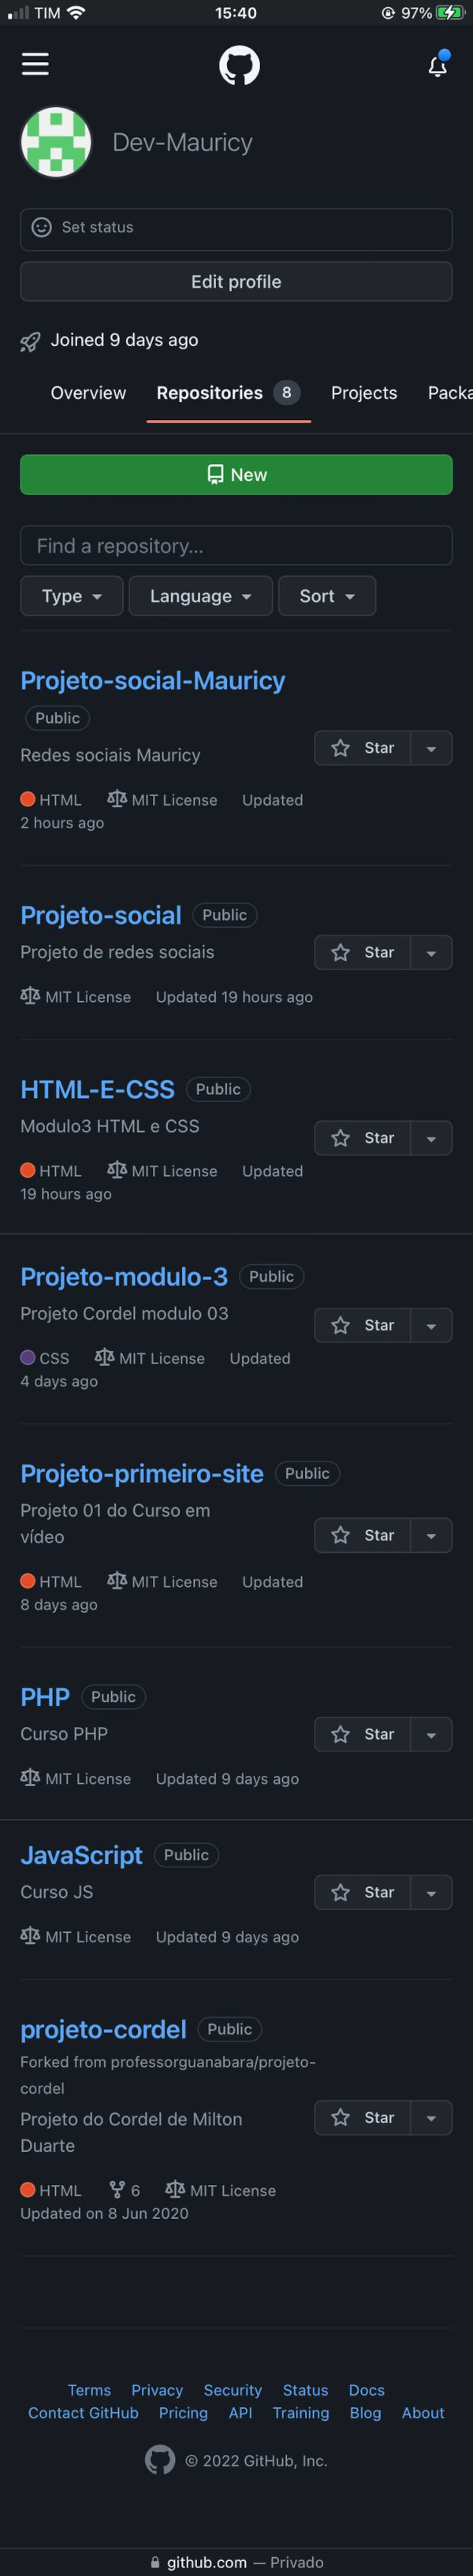 TIM 15:40 97%
Dev-Mauricy
Set status
Edit profile
Joined 9 days ago
Overview Repositories 8 Projects Packa
New
Find a repository...
Type Language Sort
Projeto-social-Mauricy
Public
Star
Redes sociais Mauricy
HTML MIT License Updated
2 hours ago
Projeto-social Public
Projeto de redes sociais Star
MIT License Updated 19 hours ago
HTML-E-CSS Public
Modulo3 HTML e CSS Star
HTML MIT License Updated
19 hours ago
Projeto-modulo-3 Public
Projeto Cordel modulo 03 Star
CSS MIT License Updated
4 days ago
Projeto-primeiro-site Public
Projeto 01 do Curso em
vídeo Star
HTML MIT License Updated
8 days ago
PHP Public
Curso PHP Star
MIT License Updated 9 days ago
JavaScript Public
Curso JS Star
MIT License Updated 9 days ago
projeto-cordel Public
Forked from professorguanabara/projeto-
cordel
Projeto do Cordel de Milton Star
Duarte
HTML 6 MIT License
Updated on 8 Jun 2020
Terms Privacy Security Status Docs
Contact GitHub Pricing API Training Blog About
© 2022 GitHub, Inc.
github.com — Privado